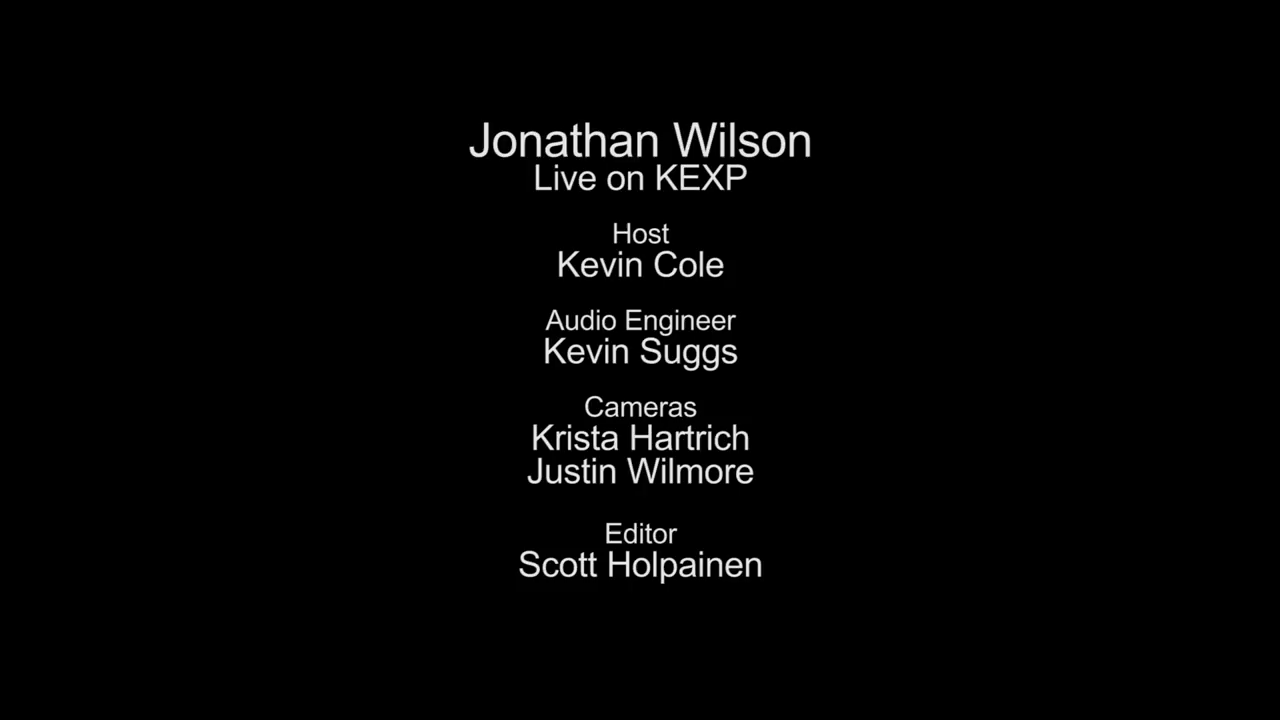 Jonathan Wilson
Live on KEXP
Host
Kevin Cole
Audio Engineer
Kevin Suggs
Cameras
Krista Hartrich
Justin Wilmore
Editor
Scott Holpainen